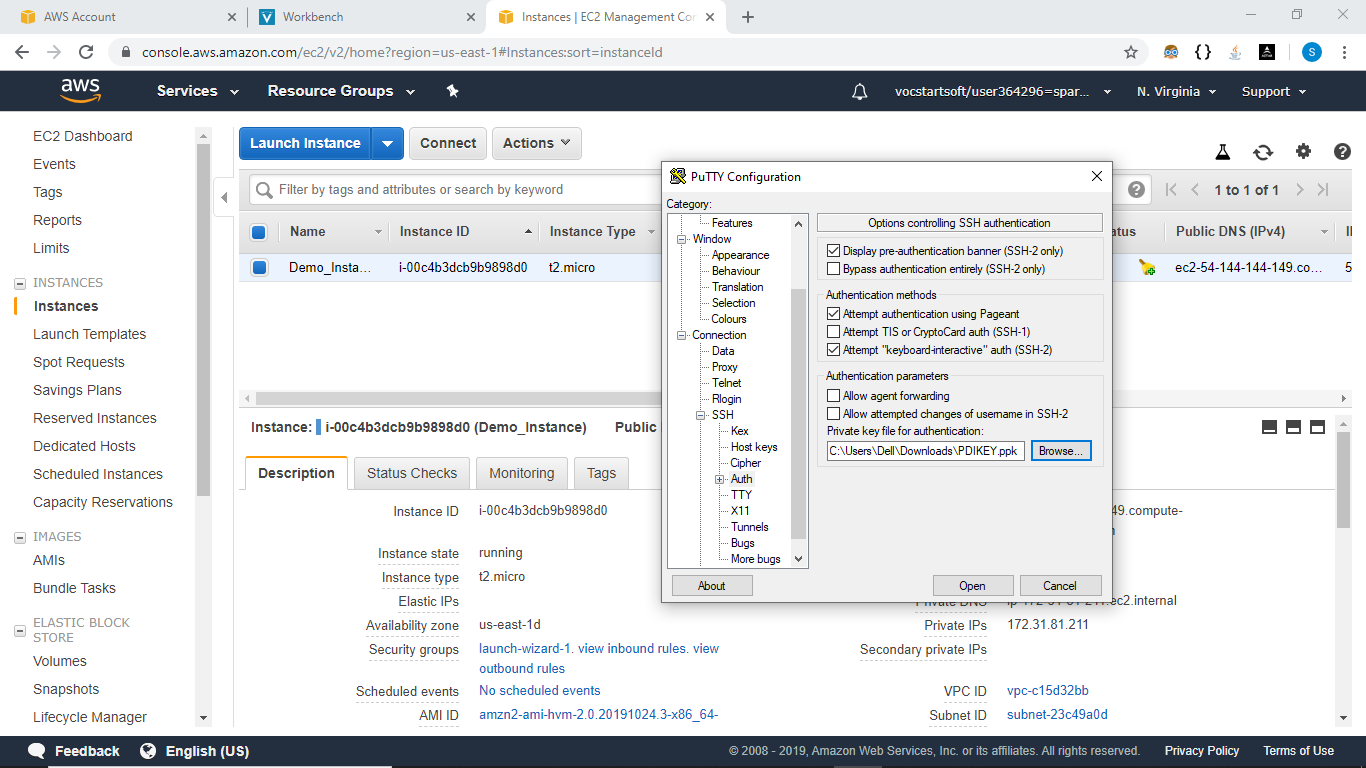 AWS Account
Workbench
Instances | EC2 Management Con
console.aws.amazon.com/ec2/v2/home?region=us-east-1#Instances:sort=instanceId
S
aws
Services
Resource Groups
vocstartsoft/user364296=spar...
N. Virginia
Support
EC2 Dashboard
Events
Tags
Reports
Limits
INSTANCES
Instances
Launch Templates
Spot Requests
Savings Plans
Reserved Instances
Dedicated Hosts
Scheduled Instances
Capacity Reservations
IMAGES
AMIs
Bundle Tasks
ELASTIC BLOCK
STORE
Volumes
Snapshots
Lifecycle Manager
Launch Instance
Connect
Actions
Filter by tags and attributes or search by keyword
1 to 1 of 1
Name Instance ID Instance Type atus Public DNS (IPv4)
Demo_Insta... i-00c4b3dcb9b9898d0 t2.micro ec2-54-144-144-149.co... 5
Instance: i-00c4b3dcb9b9898d0 (Demo_Instance) Public
Description
Status Checks
Monitoring
Tags
Instance ID i-00c4b3dcb9b9898d0
Instance state running
Instance type t2.micro
Elastic IPs
Availability zone us-east-1d
Security groups launch-wizard-1. view inbound rules. view
outbound rules
Scheduled events No scheduled events
AMI ID amzn2-ami-hvm-2.0.20191024.3-x86_64-
49.compute-
Private DNS ip-172-31-81-211.ec2.internal
Private IPs 172.31.81.211
Secondary private IPs
VPC ID vpc-c15d32bb
Subnet ID subnet-23c49a0d
PuTTY Configuration
Category:
Features
Window
Appearance
Behaviour
Translation
Selection
Colours
Connection
Data
Proxy
Telnet
Rlogin
SSH
Kex
Host keys
Cipher
Auth
TTY
X11
Tunnels
Bugs
More bugs
Options controlling SSH authentication
Display pre-authentication banner (SSH-2 only)
Bypass authentication entirely (SSH-2 only)
Authentication methods
Attempt authentication using Pageant
Attempt TIS or CryptoCard auth (SSH-1)
Attempt "keyboard-interactive" auth (SSH-2)
Authentication parameters
Allow agent forwarding
Allow attempted changes of username in SSH-2
Private key file for authentication:
C:\Users\Dell\Downloads\PDIKEY.ppk
Browse...
About
Open
Cancel
Feedback
English (US)
© 2008 - 2019, Amazon Web Services, Inc. or its affiliates. All rights reserved.
Privacy Policy
Terms of Use